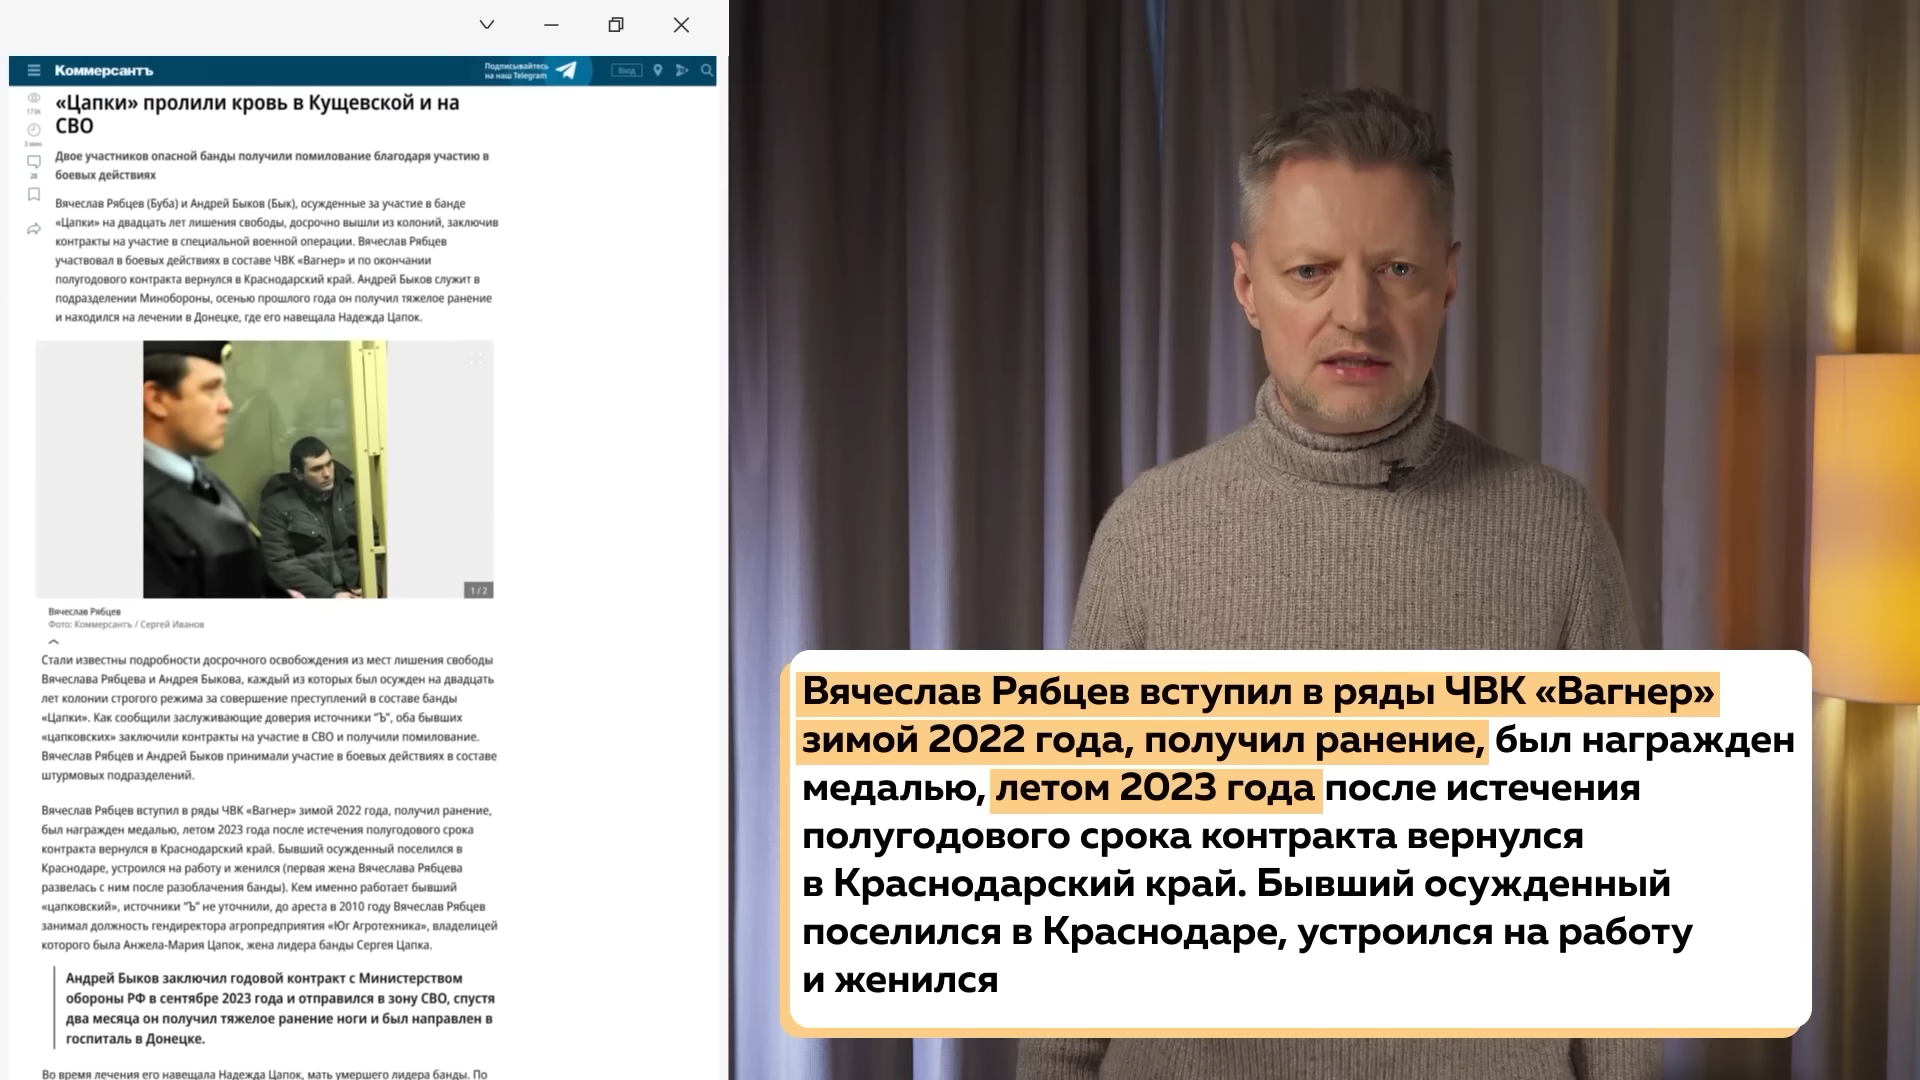 Коммерсантъ
Подписывайтесь
на наш Telegram
Вход
«Цапки» пролили кровь в Кущевской и на
СВО
173K
3 мин.
28
Двое участников опасной банды получили помилование благодаря участию в
боевых действиях
Вячеслав Рябцев (Буба) и Андрей Быков (Бык), осужденные за участие в банде
«Цапки» на двадцать лет лишения свободы, досрочно вышли из колоний, заключив
контракты на участие в специальной военной операции. Вячеслав Рябцев
участвовал в боевых действиях в составе ЧВК «Вагнер» и по окончании
полугодового контракта вернулся в Краснодарский край. Андрей Быков служит в
подразделении Минобороны, осенью прошлого года он получил тяжелое ранение
и находился на лечении в Донецке, где его навещала Надежда Цапок.
1 / 2
Вячеслав Рябцев
Фото: Коммерсантъ / Сергей Иванов
Стали известны подробности досрочного освобождения из мест лишения свободы
Вячеслава Рябцева и Андрея Быкова, каждый из которых был осужден на двадцать
лет колонии строгого режима за совершение преступлений в составе банды
«Цапки». Как сообщили заслуживающие доверия источники “Ъ”, оба бывших
«цапковских» заключили контракты на участие в СВО и получили помилование.
Вячеслав Рябцев и Андрей Быков принимали участие в боевых действиях в составе
штурмовых подразделений.
Вячеслав Рябцев вступил в ряды ЧВК «Вагнер» зимой 2022 года, получил ранение,
был награжден медалью, летом 2023 года после истечения полугодового срока
контракта вернулся в Краснодарский край. Бывший осужденный поселился в
Краснодаре, устроился на работу и женился (первая жена Вячеслава Рябцева
развелась с ним после разоблачения банды). Кем именно работает бывший
«цапковский», источники “Ъ” не уточнили, до ареста в 2010 году Вячеслав Рябцев
занимал должность гендиректора агропредприятия «Юг Агротехника», владелицей
которого была Анжела-Мария Цапок, жена лидера банды Сергея Цапка.
Андрей Быков заключил годовой контракт с Министерством
обороны РФ в сентябре 2023 года и отправился в зону СВО, спустя
два месяца он получил тяжелое ранение ноги и был направлен в
госпиталь в Донецке.
Во время лечения его навещала Надежда Цапок, мать умершего лидера банды. По
Вячеслав Рябцев вступил в ряды ЧВК «Вагнер»
зимой 2022 года, получил ранение, был награжден
медалью, летом 2023 года после истечения
полугодового срока контракта вернулся
в Краснодарский край. Бывший осужденный
поселился в Краснодаре, устроился на работу
и женился